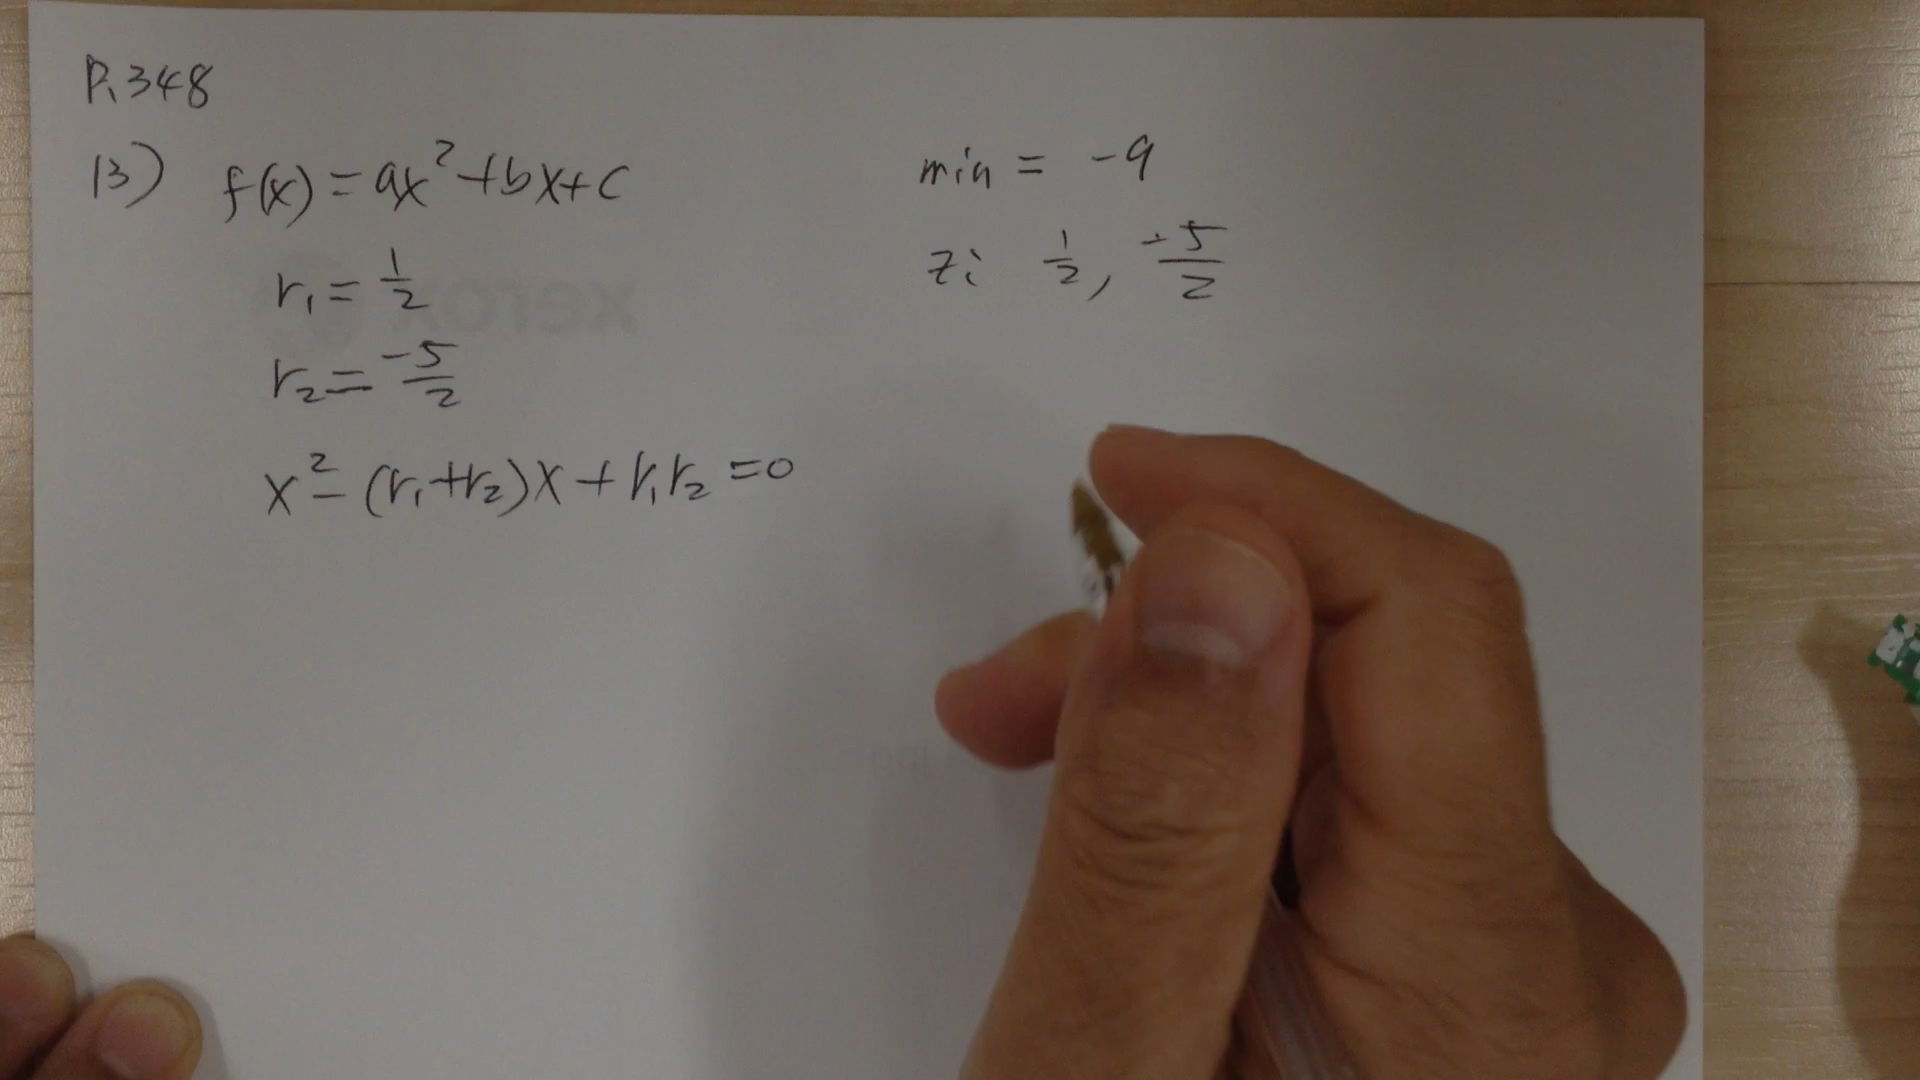 P. 348
13) f(x) = ax² + bx + c
min = -9
r₁ = 1/2
z: 1/2, -5/2
r₂ = -5/2
x² - (r₁+r₂)x + r₁r₂ = 0
xerox